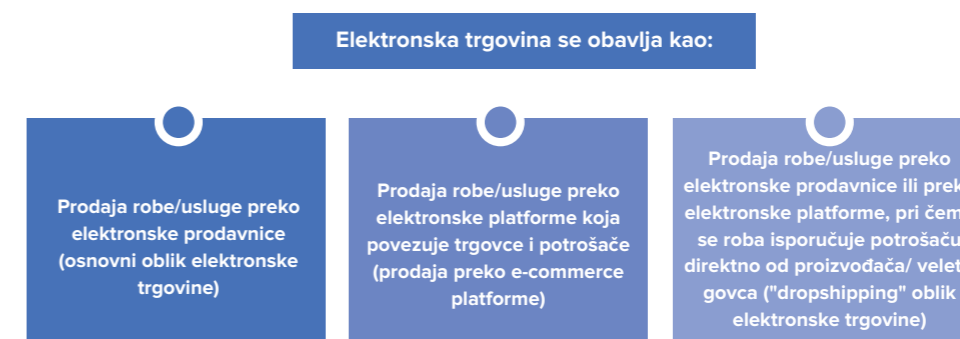 Elektronska trgovina se obavlja kao:
Prodaja robe/usluge preko
elektronske prodavnice
(osnovni oblik elektronske
trgovine)
Prodaja robe/usluge preko
elektronske platforme koja
povezuje trgovce i potrošače
(prodaja preko e-commerce
platforme)
Prodaja robe/usluge preko
elektronske prodavnice ili
elektronske platforme, pri
se roba isporučuje potrošaču
direktno od proizvođača/
govca ("dropshipping" oblik
elektronske trgovine)